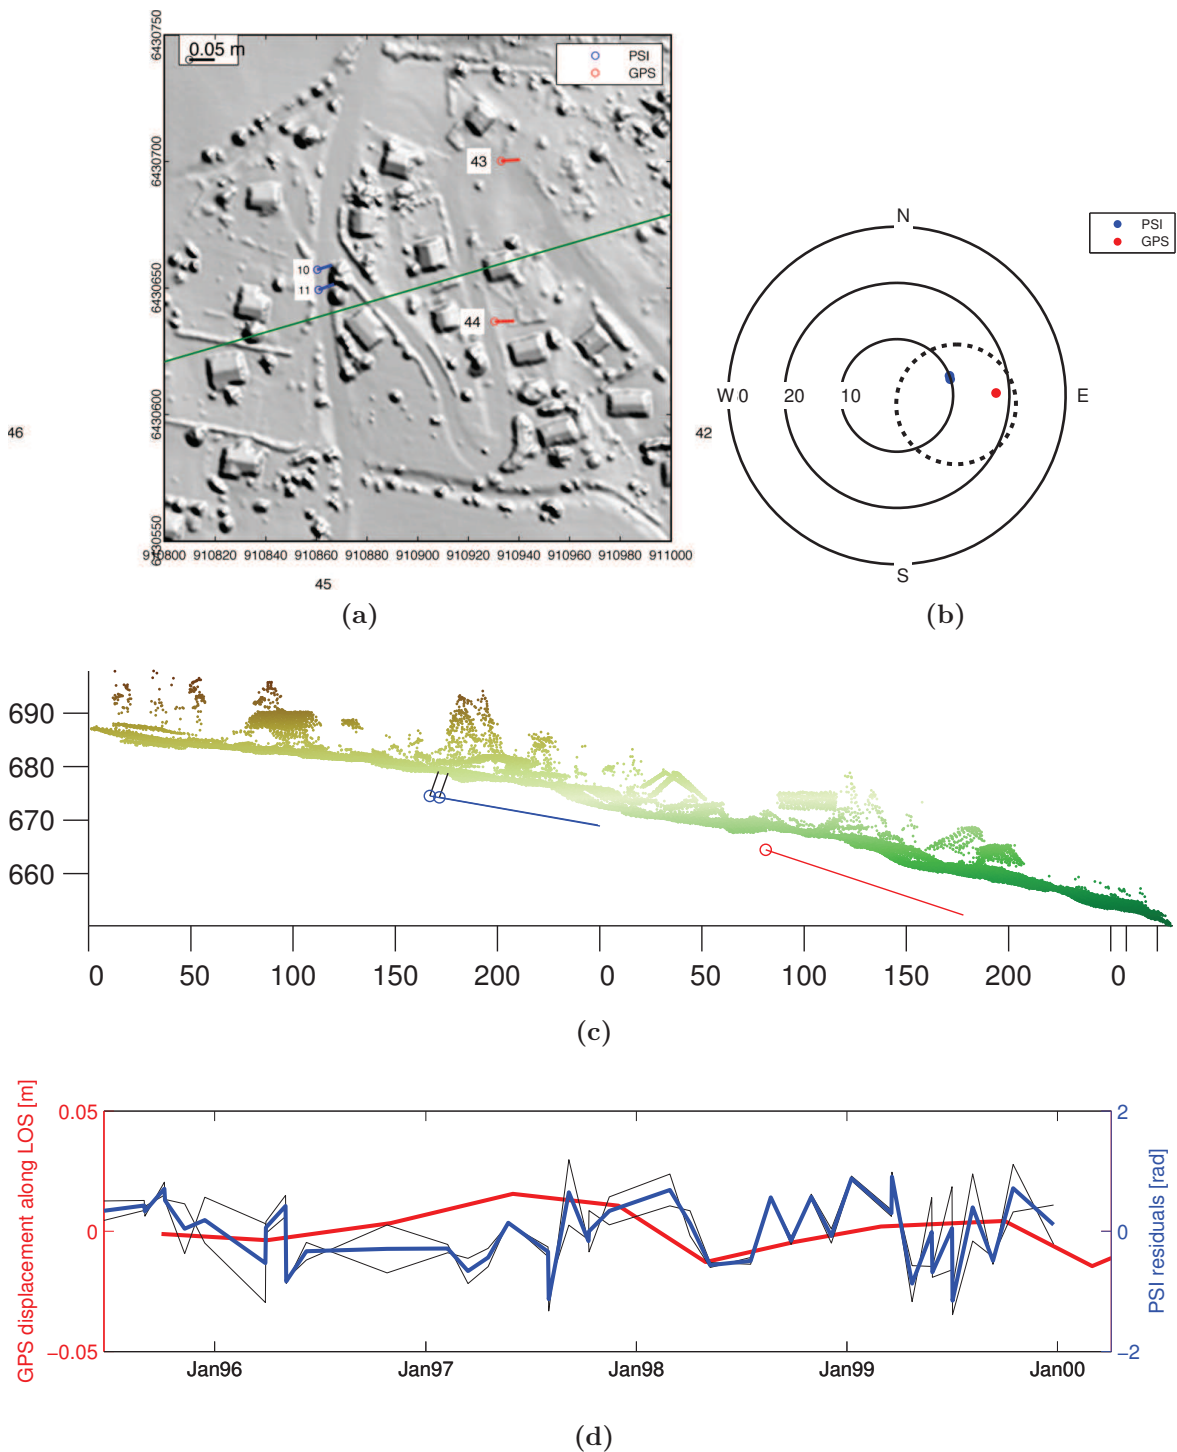 0.05 m
PSI
GPS
43
10
11
44
6430750
6430700
6430650
6430600
6430550
910800 910820 910840 910860 910880 910900 910920 910940 910960 910980 911000
46
42
45
(a)
N
PSI
GPS
W 0 20 10 E
S
(b)
690
680
670
660
0 50 100 150 200 0 50 100 150 200 0
(c)
GPS displacement along LOS [m]
0.05
0
−0.05
2
0
−2
PSI residuals [rad]
Jan96 Jan97 Jan98 Jan99 Jan00
(d)